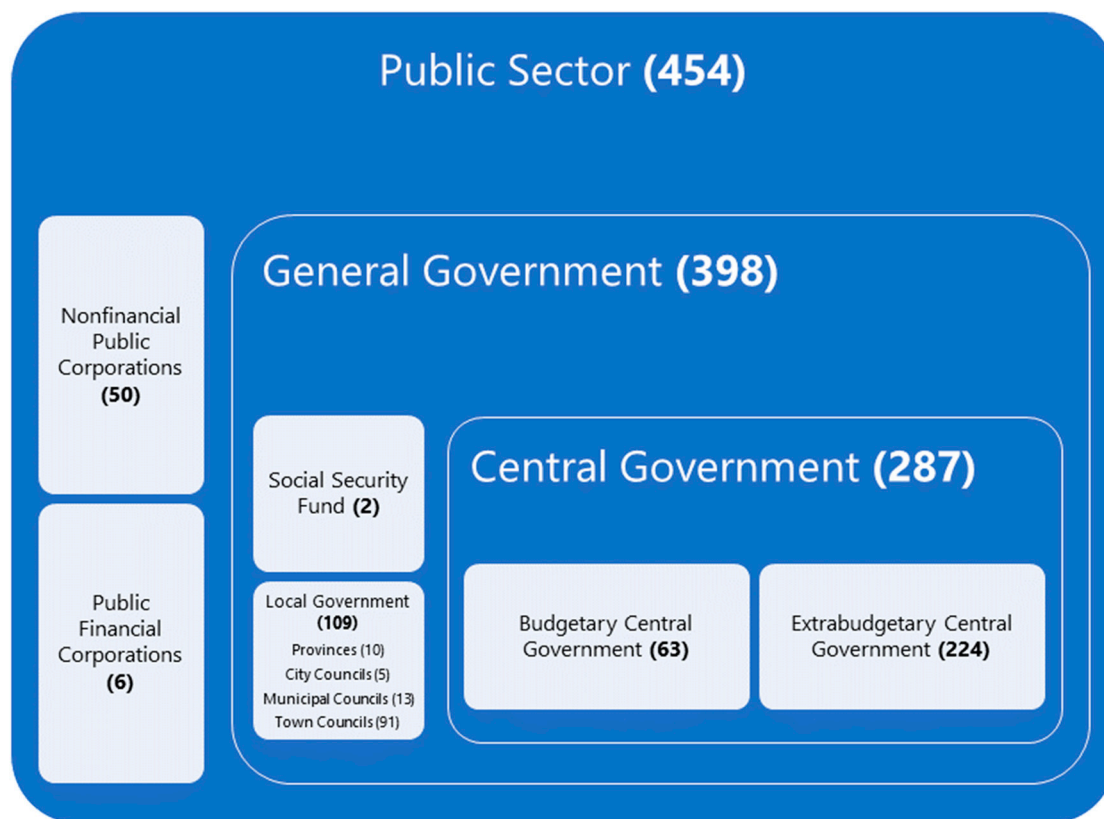 Public Sector (454)
Nonfinancial
Public
Corporations
(50)
Public
Financial
Corporations
(6)
General Government (398)
Social Security
Fund (2)
Local Government
(109)
Provinces (10)
City Councils (5)
Municipal Councils (13)
Town Councils (91)
Central Government (287)
Budgetary Central
Government (63)
Extrabudgetary Central
Government (224)